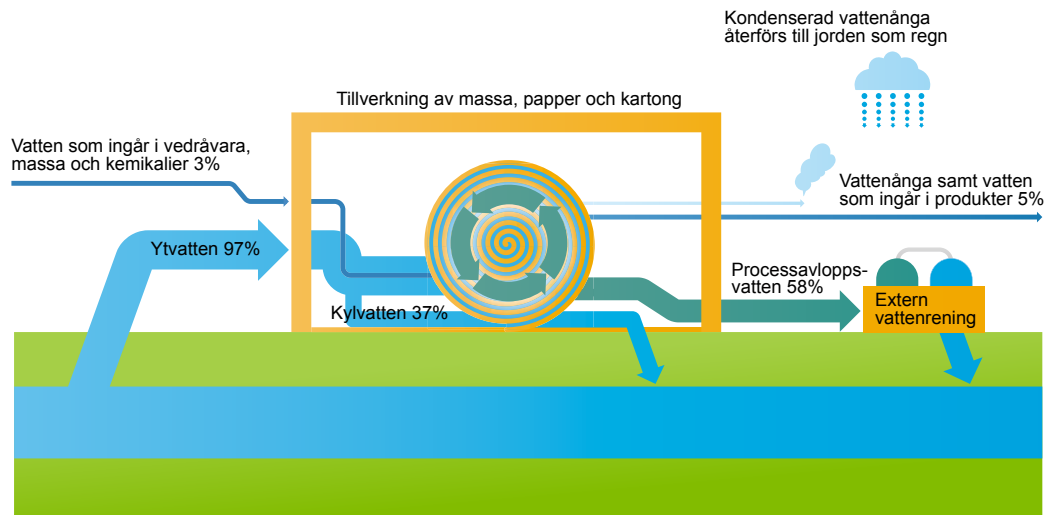 Kondenserad vattenånga
återförs till jorden som regn
Tillverkning av massa, papper och kartong
Vatten som ingår i vedråvara,
massa och kemikalier 3%
Vattenånga samt vatten
som ingår i produkter 5%
Ytvatten 97%
Processavlopps-
vatten 58%
Kylvatten 37%
Extern
vattenrening